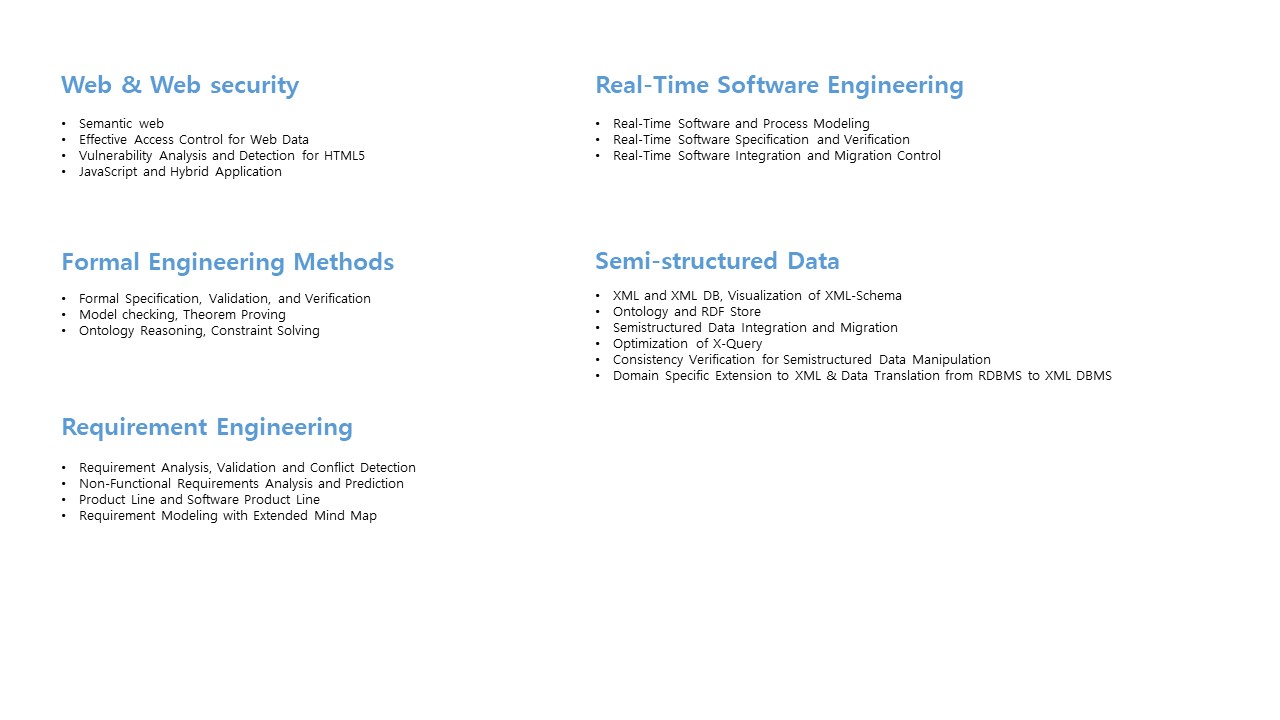 Web & Web security
• Semantic web
• Effective Access Control for Web Data
• Vulnerability Analysis and Detection for HTML5
• JavaScript and Hybrid Application
Real-Time Software Engineering
• Real-Time Software and Process Modeling
• Real-Time Software Specification and Verification
• Real-Time Software Integration and Migration Control
Formal Engineering Methods
• Formal Specification, Validation, and Verification
• Model checking, Theorem Proving
• Ontology Reasoning, Constraint Solving
Semi-structured Data
• XML and XML DB, Visualization of XML-Schema
• Ontology and RDF Store
• Semistructured Data Integration and Migration
• Optimization of X-Query
• Consistency Verification for Semistructured Data Manipulation
• Domain Specific Extension to XML & Data Translation from RDBMS to XML DBMS
Requirement Engineering
• Requirement Analysis, Validation and Conflict Detection
• Non-Functional Requirements Analysis and Prediction
• Product Line and Software Product Line
• Requirement Modeling with Extended Mind Map